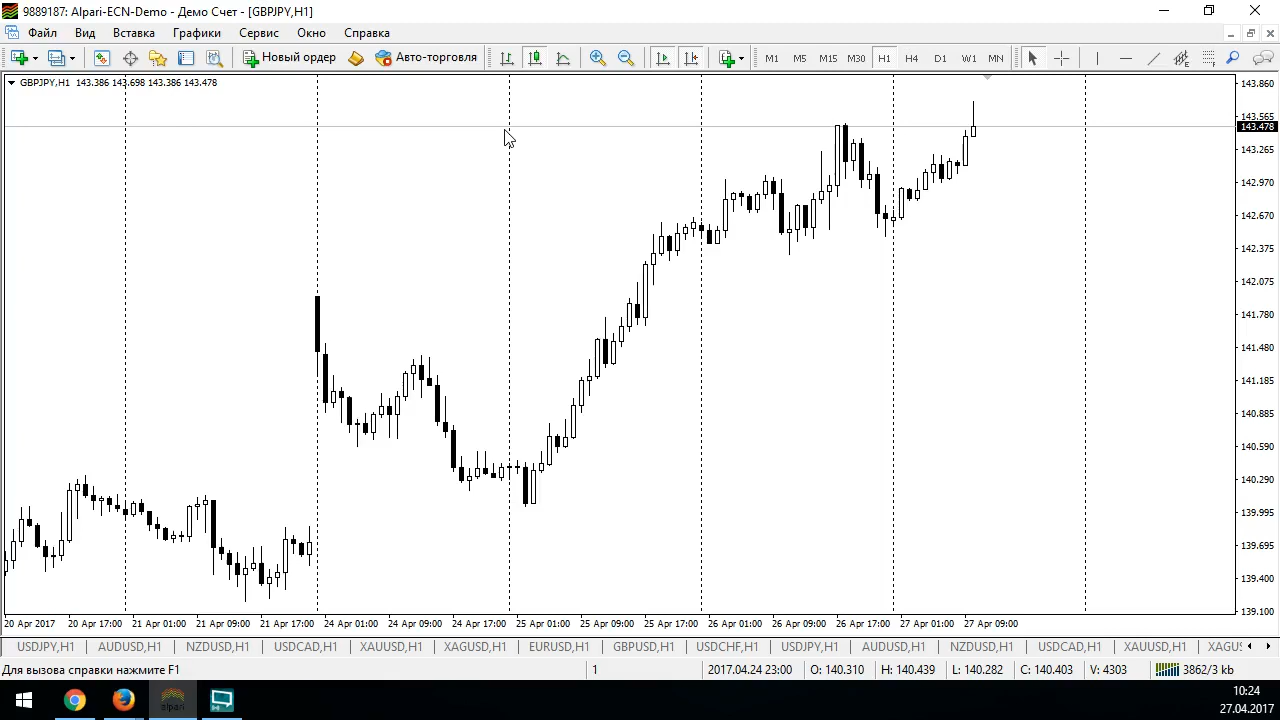 9889187: Alpari-ECN-Demo - Демо Счет - [GBPJPY,H1]
Файл Вид Вставка Графики Сервис Окно Справка
Новый ордер Авто-торговля M1 M5 M15 M30 H1 H4 D1 W1 MN
GBPJPY,H1 143.386 143.698 143.386 143.478
143.860
143.565
143.478
143.265
142.970
142.670
142.375
142.075
141.780
141.480
141.185
140.885
140.590
140.290
139.995
139.695
139.400
139.100
20 Apr 2017 20 Apr 17:00 21 Apr 01:00 21 Apr 09:00 21 Apr 17:00 24 Apr 01:00 24 Apr 09:00 24 Apr 17:00 25 Apr 01:00 25 Apr 09:00 25 Apr 17:00 26 Apr 01:00 26 Apr 09:00 26 Apr 17:00 27 Apr 01:00 27 Apr 09:00
USDJPY,H1 AUDUSD,H1 NZDUSD,H1 USDCAD,H1 XAUUSD,H1 XAGUSD,H1 EURUSD,H1 GBPUSD,H1 USDCHF,H1 USDJPY,H1 AUDUSD,H1 NZDUSD,H1 USDCAD,H1 XAUUSD,H1 XAGUS
Для вызова справки нажмите F1 1 2017.04.24 23:00 O: 140.310 H: 140.439 L: 140.282 C: 140.403 V: 4303 3862/3 kb
alpari
10:24
27.04.2017